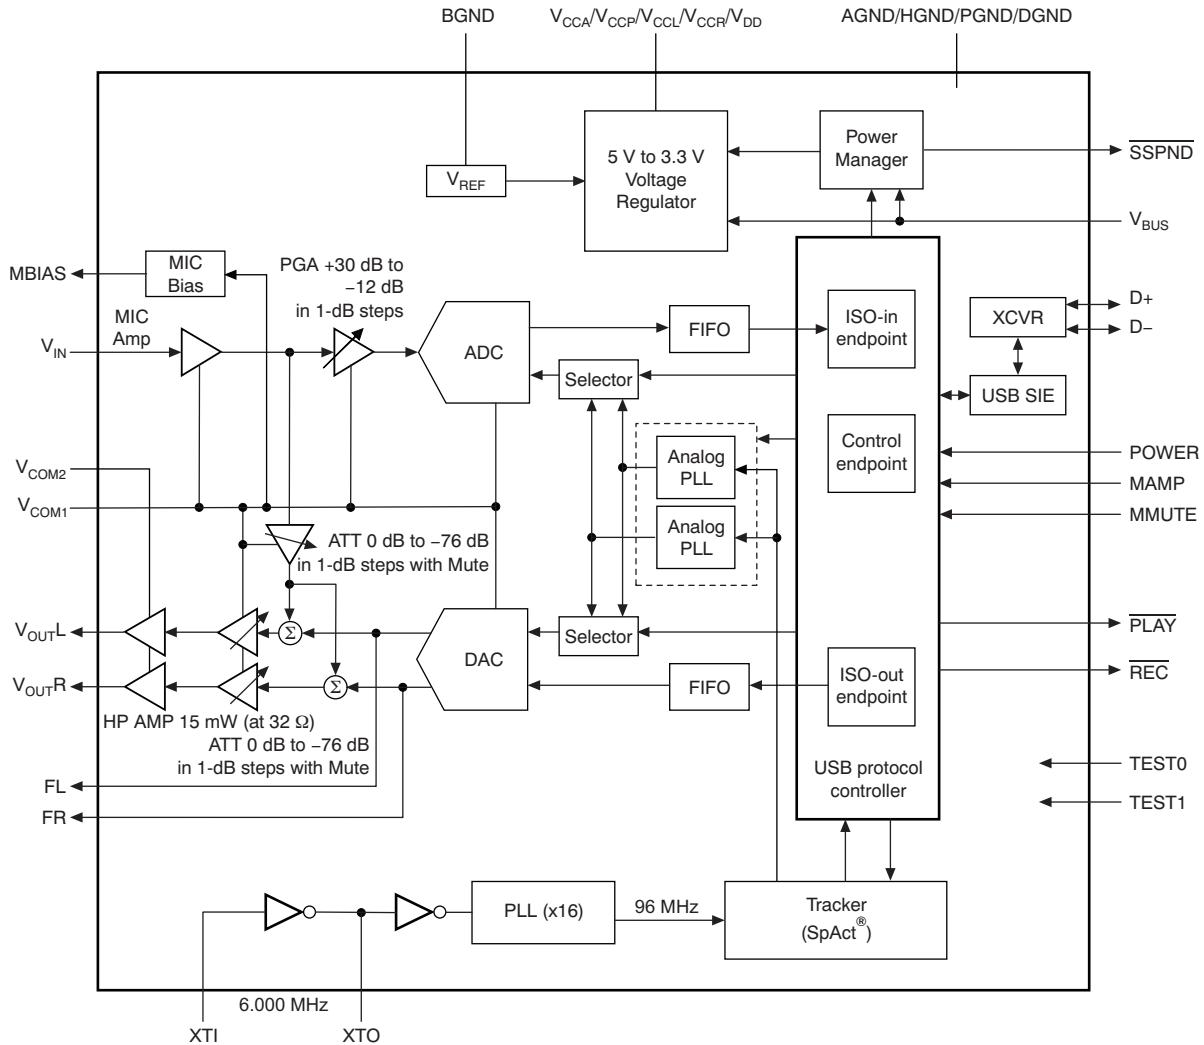 BGND
VCCA/VCCP/VCCL/VCCR/VDD
AGND/HGND/PGND/DGND
5 V to 3.3 V
Voltage
Regulator
Power
Manager
SSPND
VREF
VBUS
MBIAS
MIC
Bias
PGA +30 dB to
−12 dB
in 1-dB steps
MIC
Amp
VIN
ADC
FIFO
ISO-in
endpoint
XCVR
D+
D−
Selector
USB SIE
Analog
PLL
Control
endpoint
POWER
MAMP
MMUTE
VCOM2
VCOM1
Analog
PLL
ATT 0 dB to −76 dB
in 1-dB steps with Mute
VOUTL
Σ
DAC
Selector
PLAY
VOUTR
Σ
FIFO
ISO-out
endpoint
REC
HP AMP 15 mW (at 32 Ω)
ATT 0 dB to −76 dB
in 1-dB steps with Mute
FL
FR
USB protocol
controller
TEST0
TEST1
PLL (x16)
96 MHz
Tracker
(SpAct®)
6.000 MHz
XTI
XTO